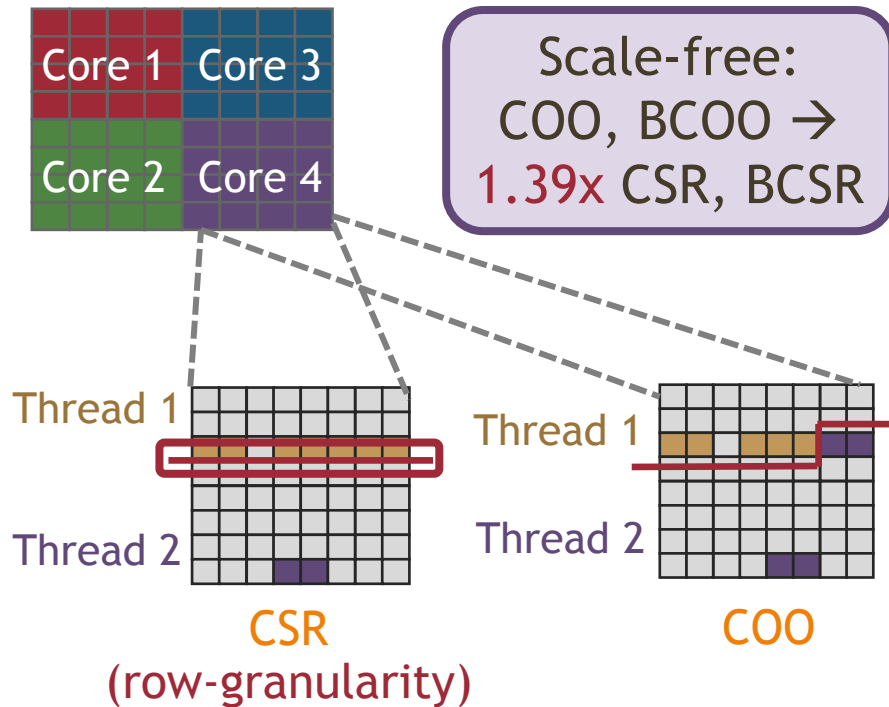 Core 1
Core 3
Core 2
Core 4
Scale-free:
COO, BCOO →
1.39x CSR, BCSR
Thread 1
Thread 2
CSR
(row-granularity)
Thread 1
Thread 2
COO